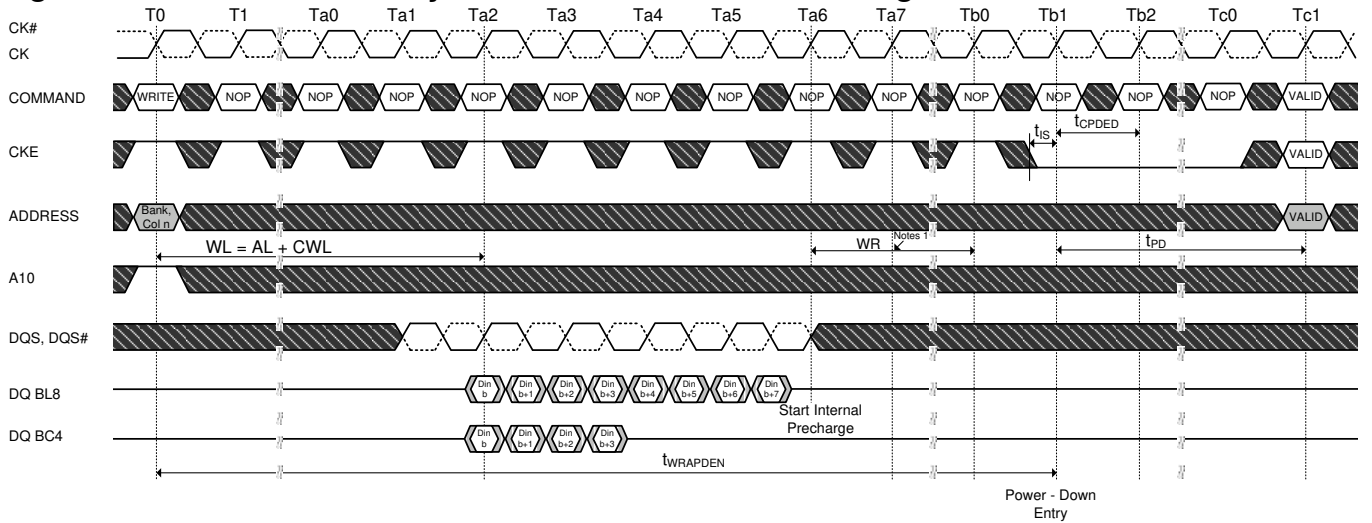 T0 T1 Ta0 Ta1 Ta2 Ta3 Ta4 Ta5 Ta6 Ta7 Tb0 Tb1 Tb2 Tc0 Tc1
CK#
CK
COMMAND WRITE NOP NOP NOP NOP NOP NOP NOP NOP NOP NOP NOP NOP NOP VALID
tIS tCPDED
CKE VALID
ADDRESS Bank, Col n VALID
WL = AL + CWL WR Notes 1 tPD
A10
DQS, DQS#
DQ BL8 Din b Din b+1 Din b+2 Din b+3 Din b+4 Din b+5 Din b+6 Din b+7
Start Internal
Precharge
DQ BC4 Din b Din b+1 Din b+2 Din b+3
tWRAPDEN
Power - Down
Entry